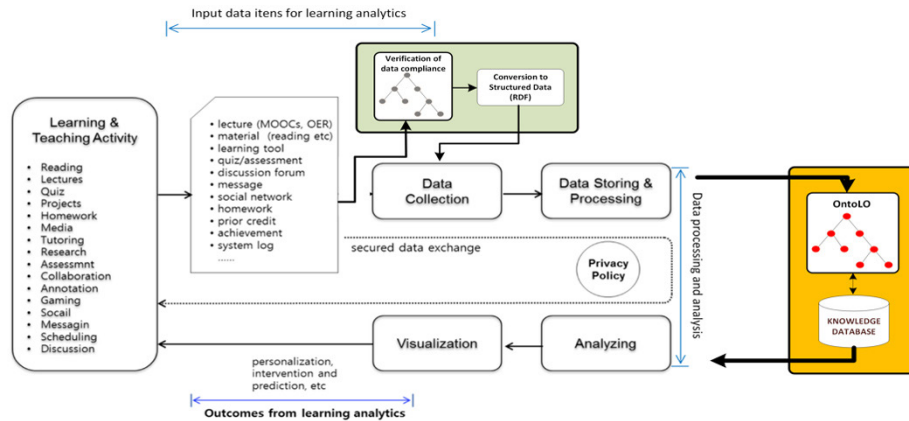 Input data itens for learning analytics
Verification of
data compliance
Conversion to
Structured Data
(RDF)
Learning &
Teaching Activity
• Reading
• Lectures
• Quiz
• Projects
• Homework
• Media
• Tutoring
• Research
• Assessmnt
• Collaboration
• Annotation
• Gaming
• Socail
• Messagin
• Scheduling
• Discussion
• lecture (MOOCs, OER)
• material (reading etc)
• learning tool
• quiz/assessment
• discussion forum
• message
• social network
• homework
• prior credit
• achievement
• system log
......
Data
Collection
Data Storing &
Processing
secured data exchange
Privacy
Policy
Data processing and analysis
OntoLO
KNOWLEDGE
DATABASE
Visualization
Analyzing
personalization,
intervention and
prediction, etc
Outcomes from learning analytics